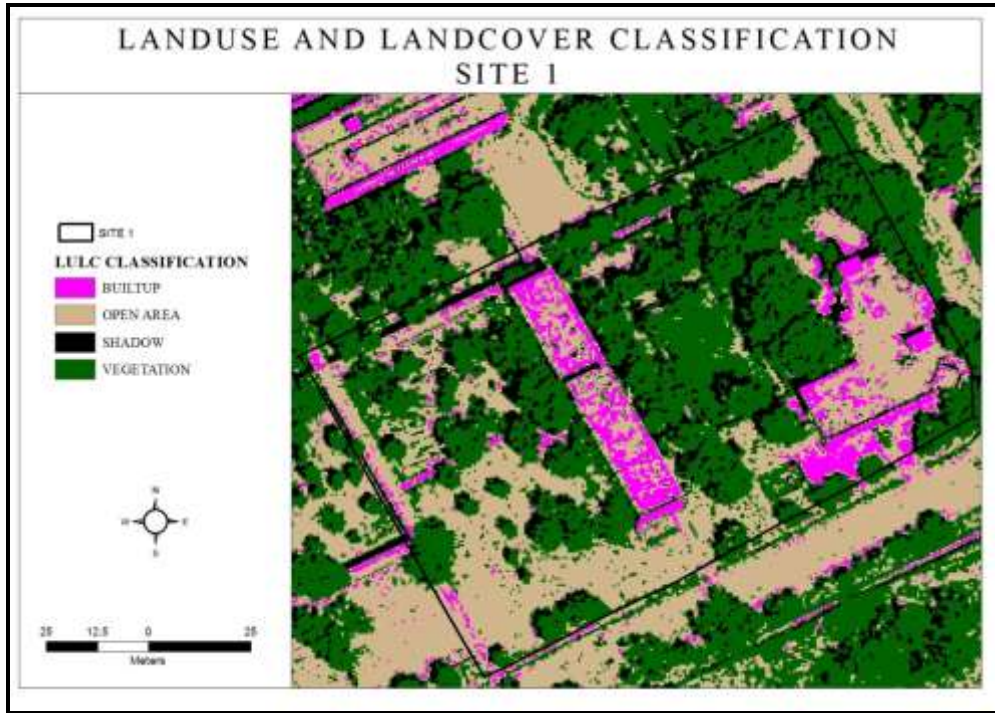 LANDUSE AND LANDCOVER CLASSIFICATION
SITE 1
SITE 1
LULC CLASSIFICATION
BUILTUP
OPEN AREA
SHADOW
VEGETATION
N
W E
S
25 12.5 0 25
Meters